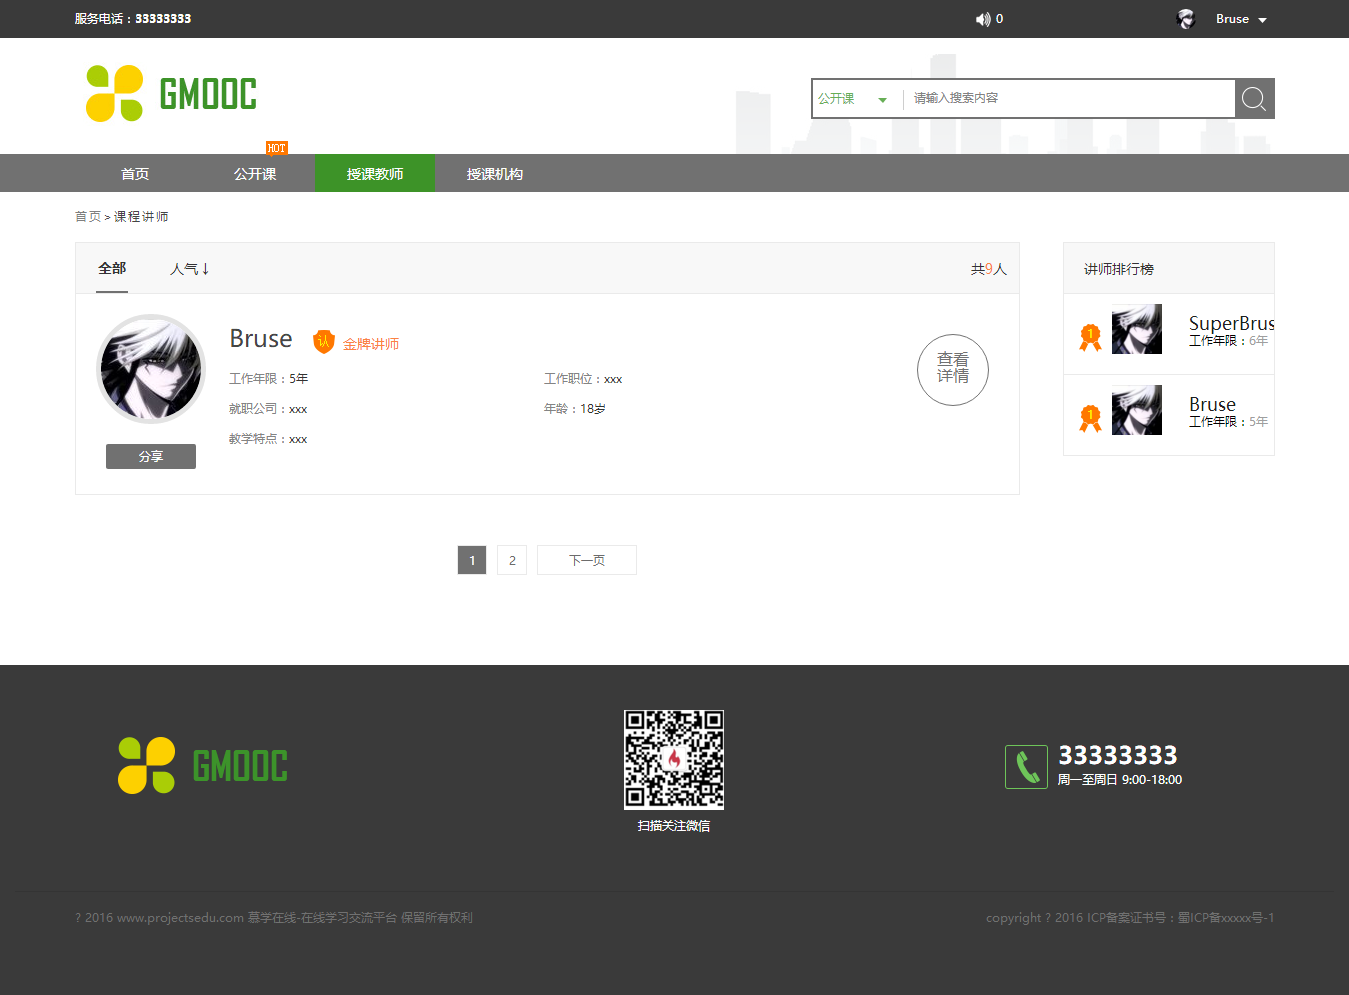 服务电话：33333333
0
Bruse
GMOOC
公开课
请输入搜索内容
HOT
首页
公开课
授课教师
授课机构
首页 > 课程讲师
全部
人气↓
共9人
讲师排行榜
Bruse
认
金牌讲师
工作年限：5年
工作职位：xxx
就职公司：xxx
年龄：18岁
教学特点：xxx
分享
查看
详情
1
SuperBrus
工作年限：6年
1
Bruse
工作年限：5年
1
2
下一页
GMOOC
扫描关注微信
33333333
周一至周日 9:00-18:00
? 2016 www.projectsedu.com 慕学在线-在线学习交流平台 保留所有权利
copyright ? 2016 ICP备案证书号：蜀ICP备xxxxx号-1